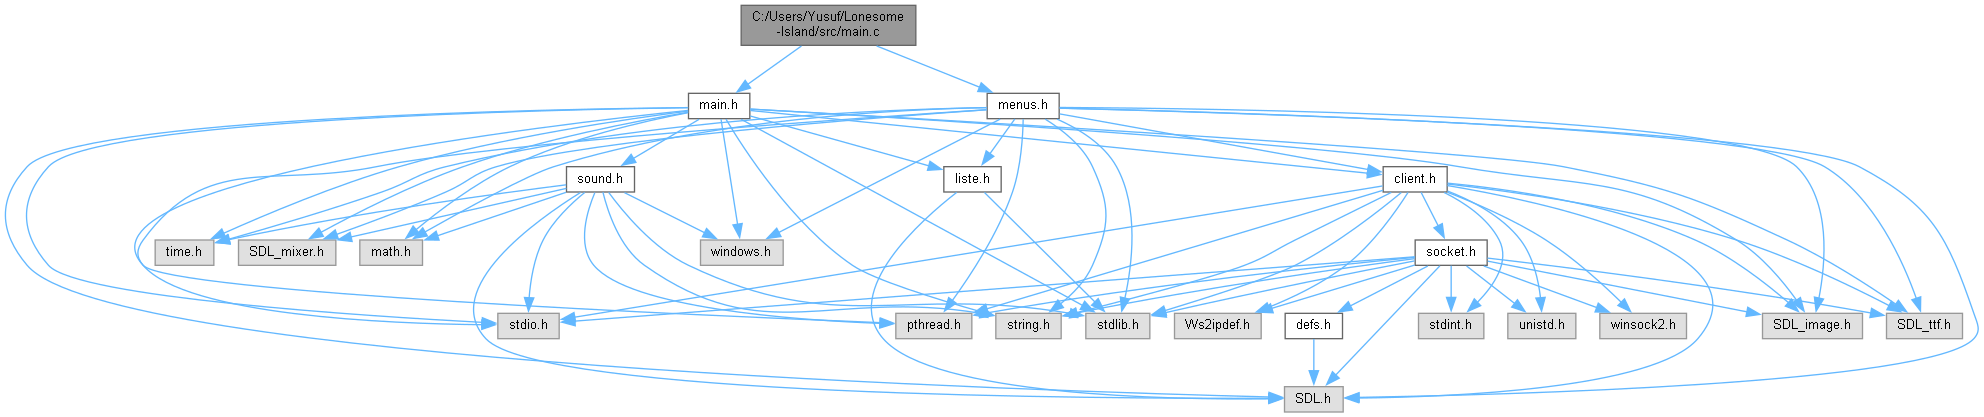 C:/Users/Yusuf/Lonesome
-Island/src/main.c
main.h
menus.h
sound.h
liste.h
client.h
time.h
SDL_mixer.h
math.h
windows.h
socket.h
stdio.h
pthread.h
string.h
stdlib.h
Ws2ipdef.h
defs.h
stdint.h
unistd.h
winsock2.h
SDL_image.h
SDL_ttf.h
SDL.h